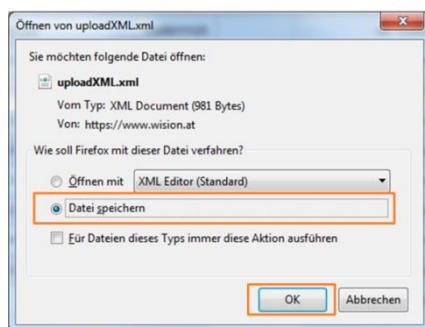 Öffnen von uploadXML.xml
Sie möchten folgende Datei öffnen:
uploadXML.xml
Vom Typ: XML Document (981 Bytes)
Von: https://www.wision.at
Wie soll Firefox mit dieser Datei verfahren?
Öffnen mit XML Editor (Standard)
Datei speichern
Für Dateien dieses Typs immer diese Aktion ausführen
OK Abbrechen